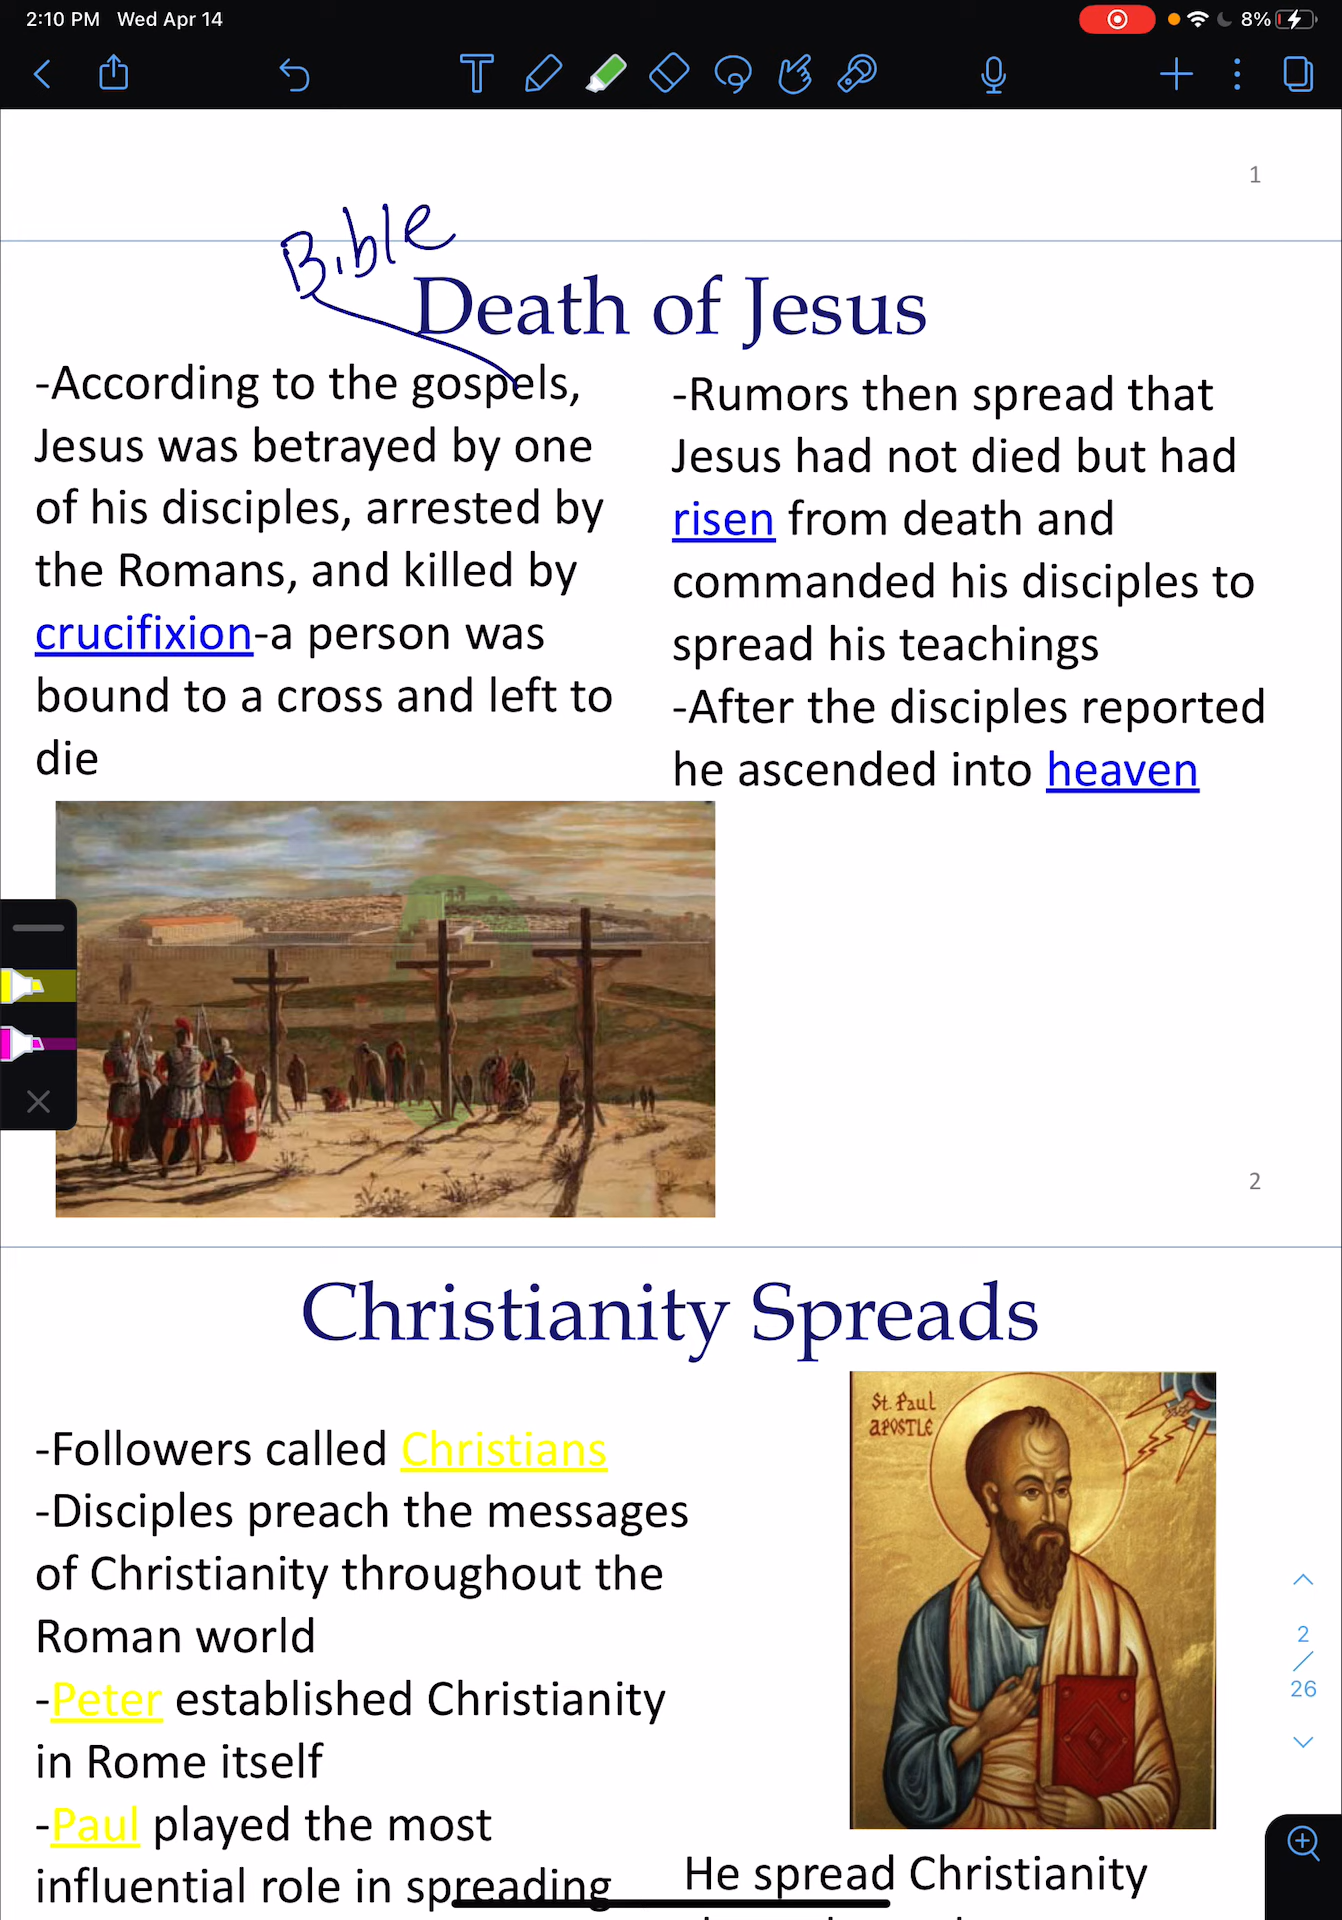 2:10 PM Wed Apr 14
8%
1
Bible
Death of Jesus
-According to the gospels,
Jesus was betrayed by one
of his disciples, arrested by
the Romans, and killed by
crucifixion-a person was
bound to a cross and left to
die
-Rumors then spread that
Jesus had not died but had
risen from death and
commanded his disciples to
spread his teachings
-After the disciples reported
he ascended into heaven
2
Christianity Spreads
-Followers called Christians
-Disciples preach the messages
of Christianity throughout the
Roman world
-Peter established Christianity
in Rome itself
-Paul played the most
influential role in spreading
St. Paul
APOSTLE
He spread Christianity
2
/
26